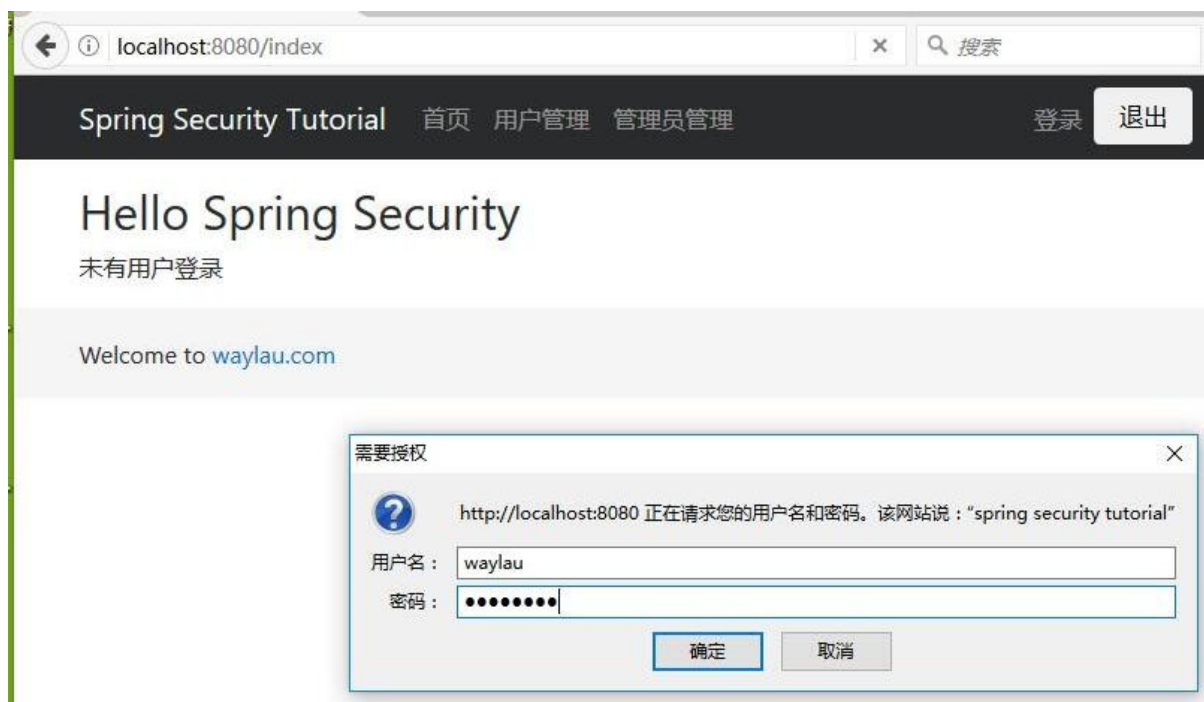 localhost:8080/index
搜索
Spring Security Tutorial 首页 用户管理 管理员管理 登录 退出
Hello Spring Security
未有用户登录
Welcome to waylau.com
需要授权
http://localhost:8080 正在请求您的用户名和密码。该网站说:“spring security tutorial”
用户名: waylau
密码: ●●●●●●●●
确定 取消